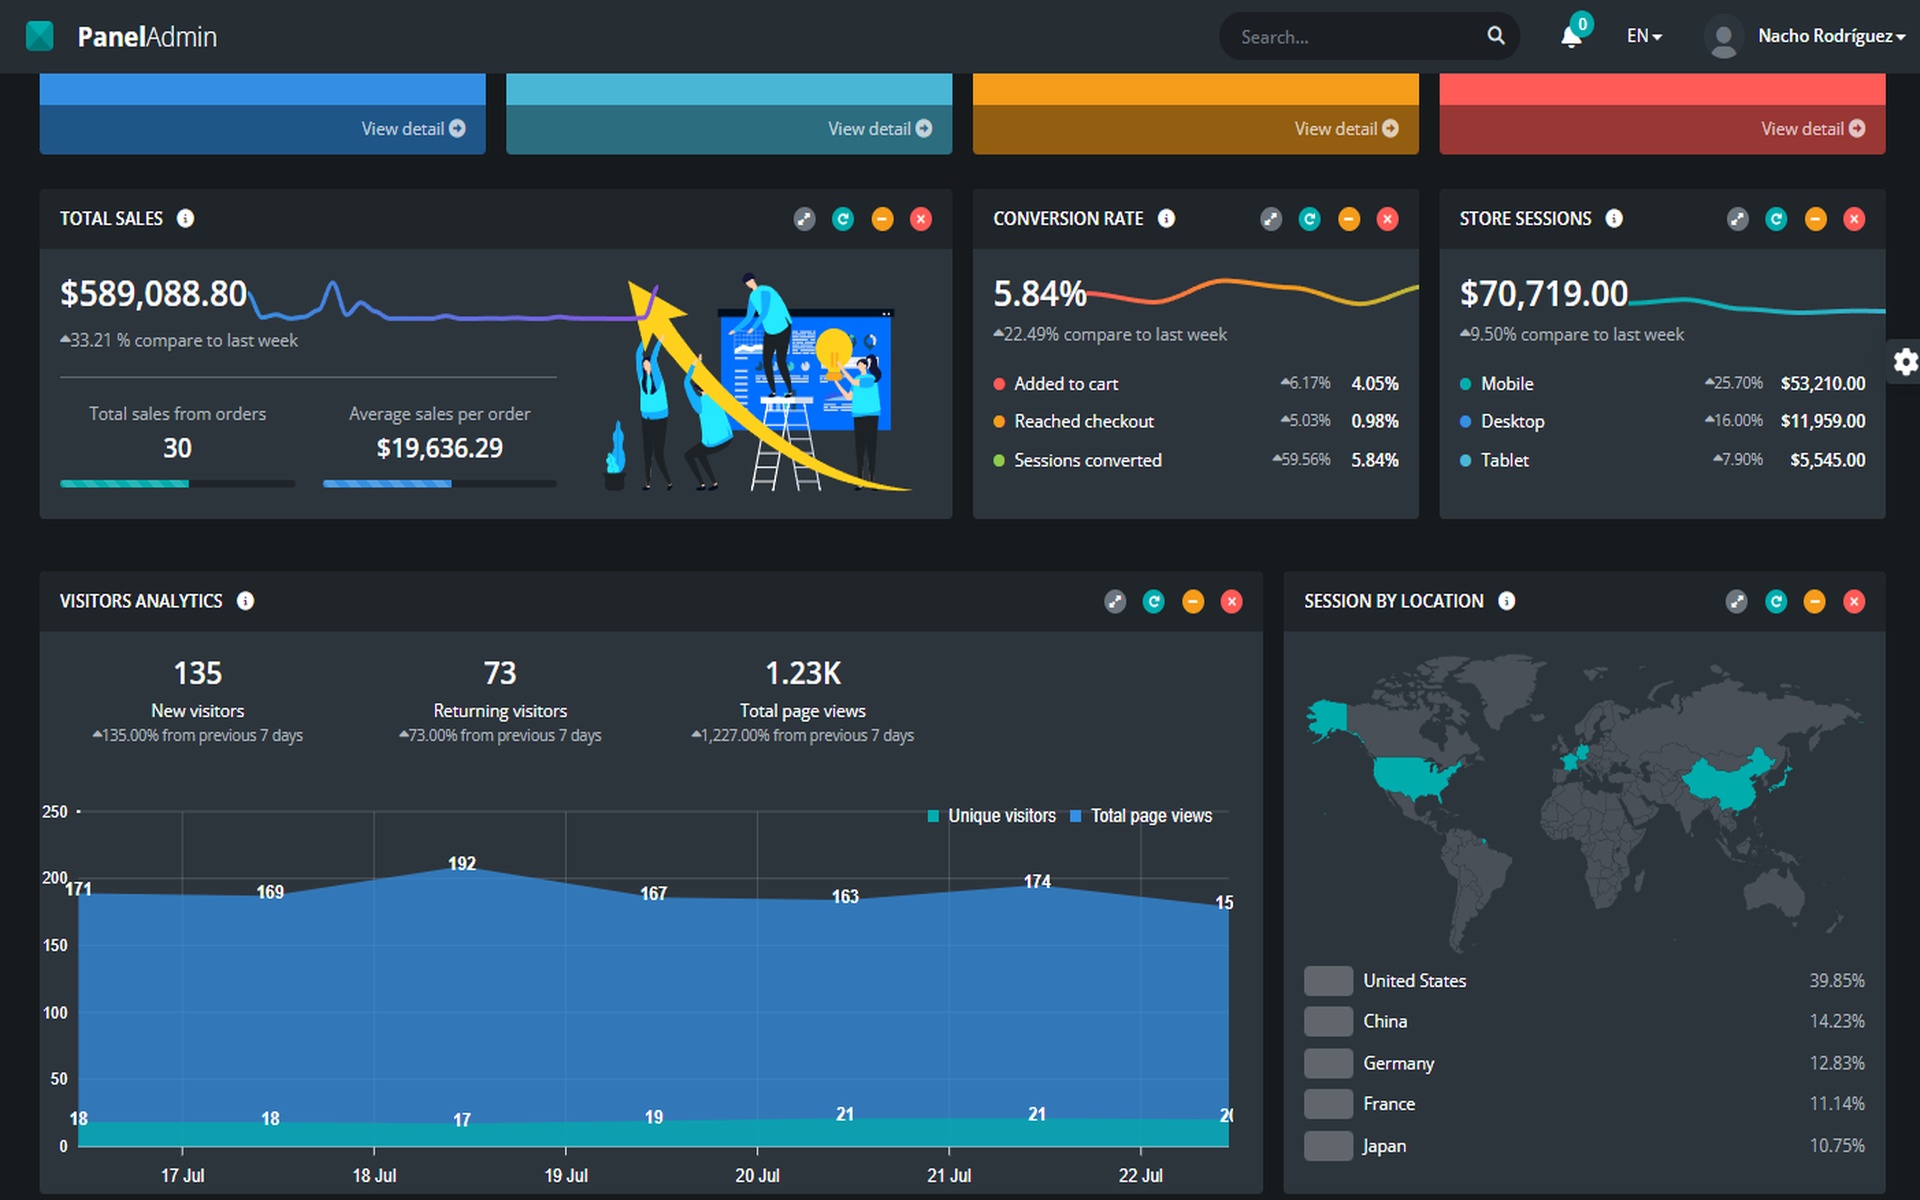 PanelAdmin
Search...
0
EN
Nacho Rodríguez
View detail
View detail
View detail
View detail
TOTAL SALES
$589,088.80
33.21 % compare to last week
Total sales from orders
30
Average sales per order
$19,636.29
CONVERSION RATE
5.84%
22.49% compare to last week
Added to cart 6.17% 4.05%
Reached checkout 5.03% 0.98%
Sessions converted 59.56% 5.84%
STORE SESSIONS
$70,719.00
9.50% compare to last week
Mobile 25.70% $53,210.00
Desktop 16.00% $11,959.00
Tablet 7.90% $5,545.00
VISITORS ANALYTICS
135
New visitors
135.00% from previous 7 days
73
Returning visitors
73.00% from previous 7 days
1.23K
Total page views
1,227.00% from previous 7 days
Unique visitors Total page views
250
200
150
100
50
0
171 169 192 167 163 174 15
18 18 17 19 21 21
17 Jul 18 Jul 19 Jul 20 Jul 21 Jul 22 Jul
SESSION BY LOCATION
United States 39.85%
China 14.23%
Germany 12.83%
France 11.14%
Japan 10.75%